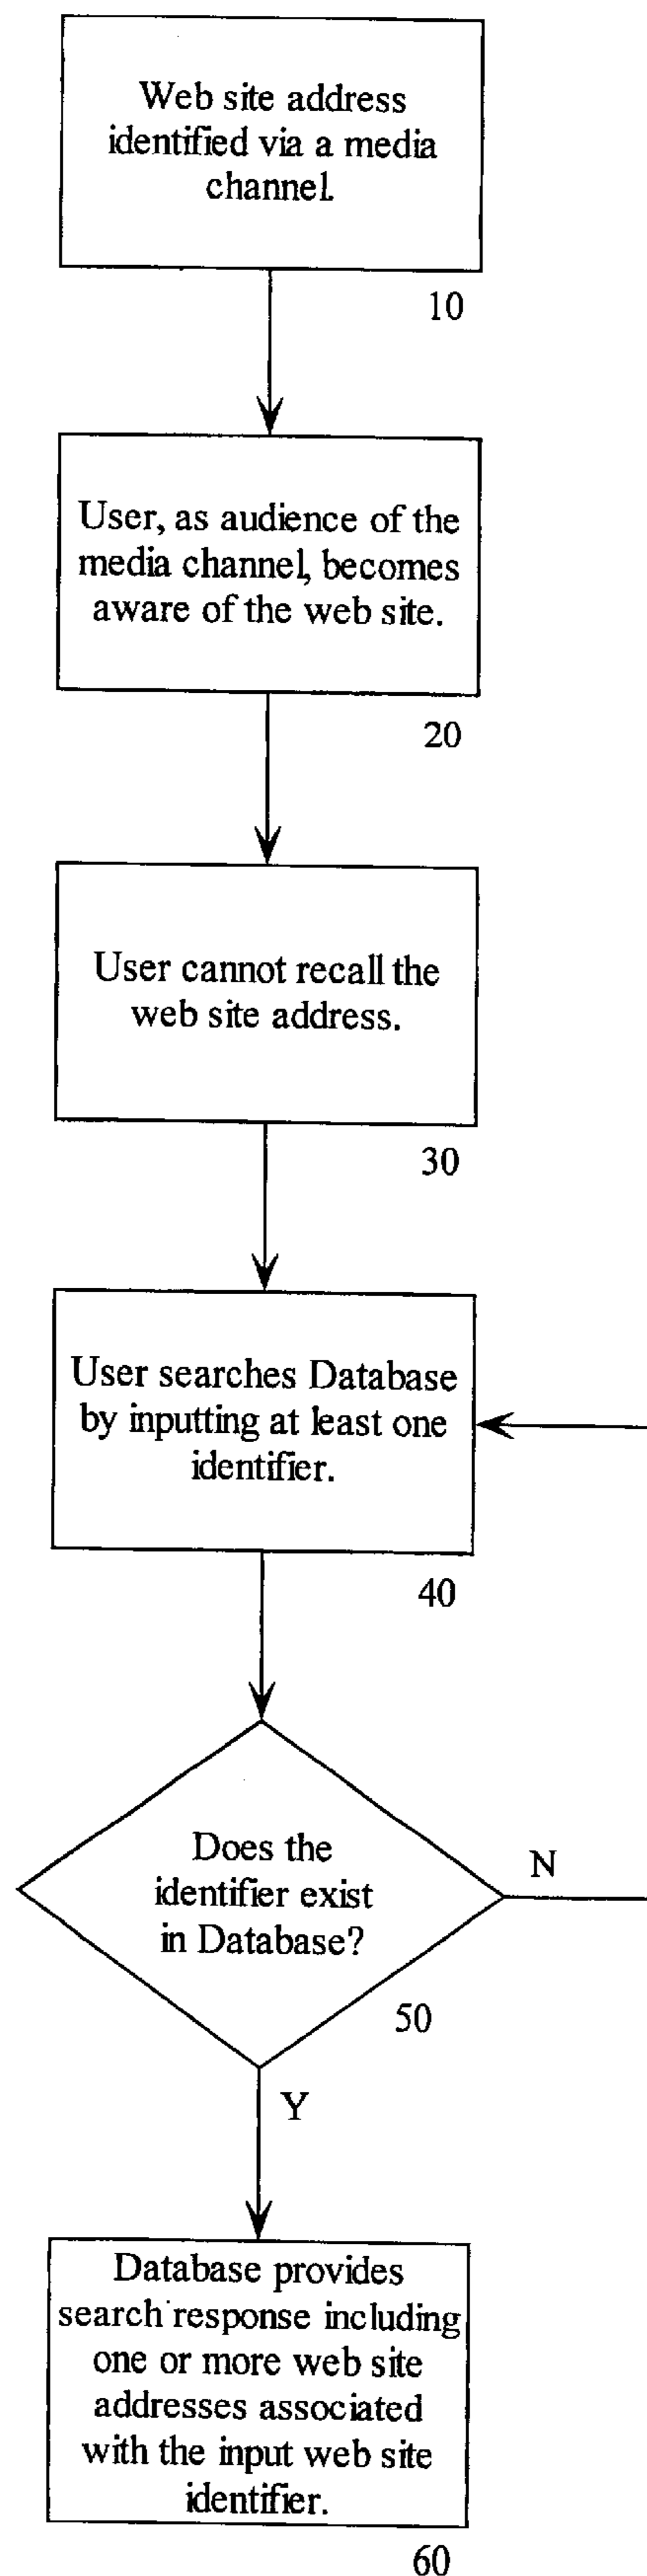 Web site address
identified via a media
channel.
10
User, as audience of the
media channel, becomes
aware of the web site.
20
User cannot recall the
web site address.
30
User searches Database
by inputting at least one
identifier.
40
Does the
identifier exist
in Database?
N
50
Y
Database provides
search response including
one or more web site
addresses associated
with the input web site
identifier.
60